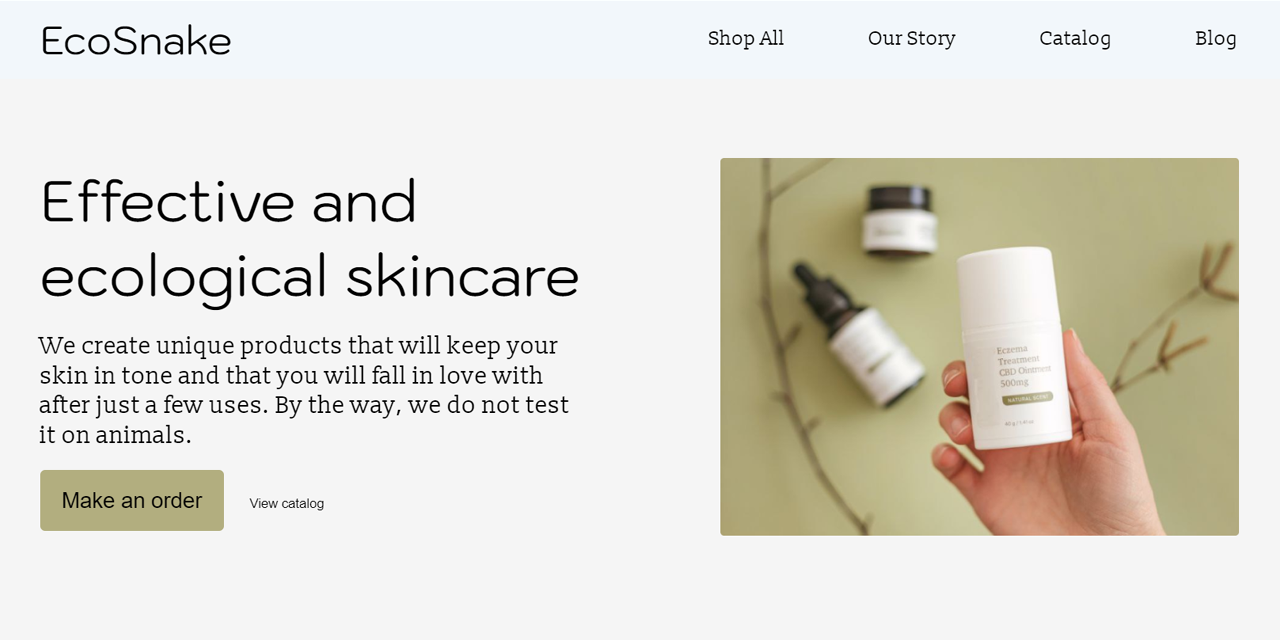 EcoSnake
Shop All
Our Story
Catalog
Blog
Effective and
ecological skincare
We create unique products that will keep your
skin in tone and that you will fall in love with
after just a few uses. By the way, we do not test
it on animals.
Make an order
View catalog
Eczema
Treatment
CBD Ointment
500mg
NATURAL SCENT